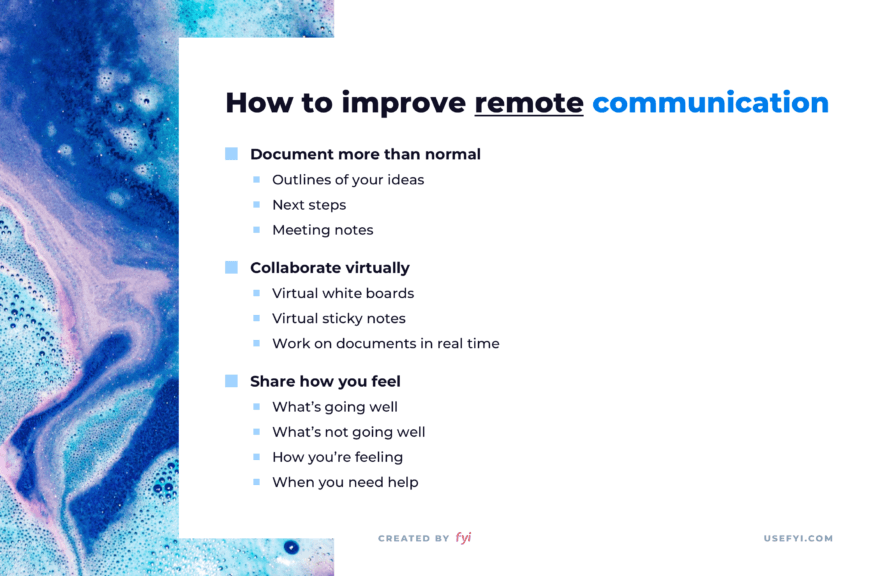 How to improve remote communication
Document more than normal
Outlines of your ideas
Next steps
Meeting notes
Collaborate virtually
Virtual white boards
Virtual sticky notes
Work on documents in real time
Share how you feel
What’s going well
What’s not going well
How you’re feeling
When you need help
CREATED BY fyi
USEFYI.COM